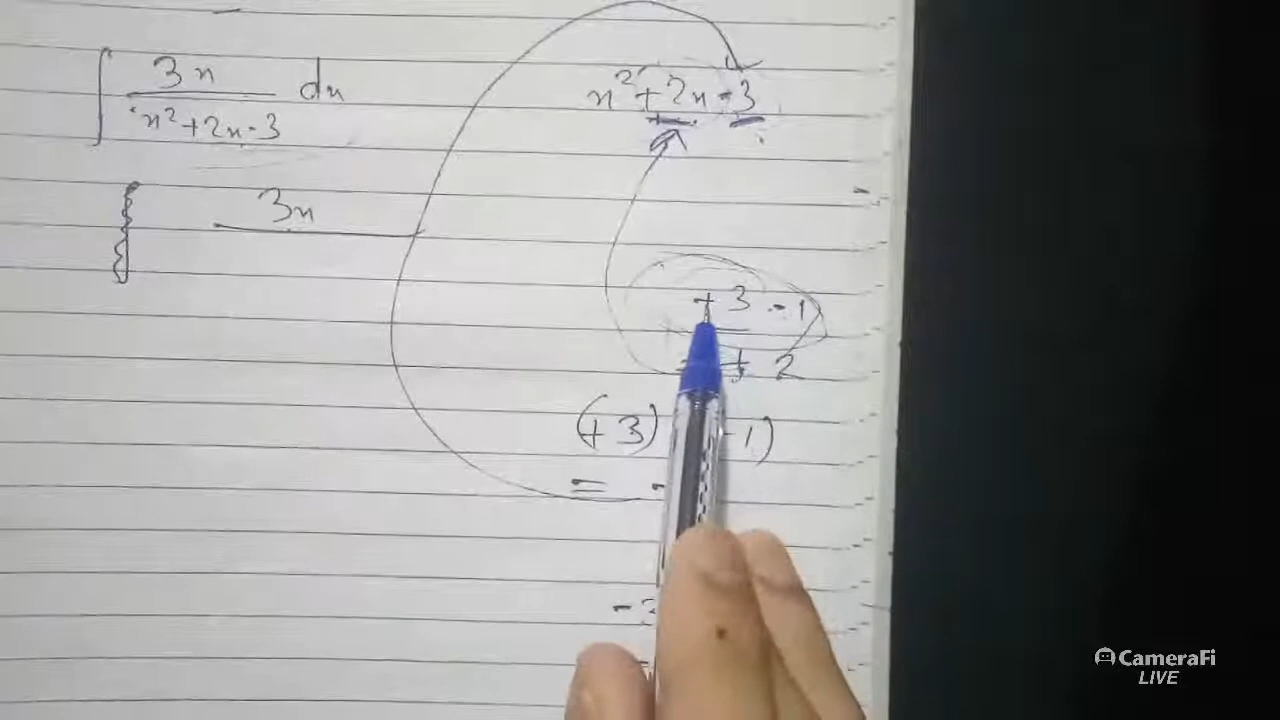 ∫ 3x / x²+2x-3 dx
3x
x²+2x-3
+3 -1
+2
(+3) -1)
=
CameraFi
LIVE